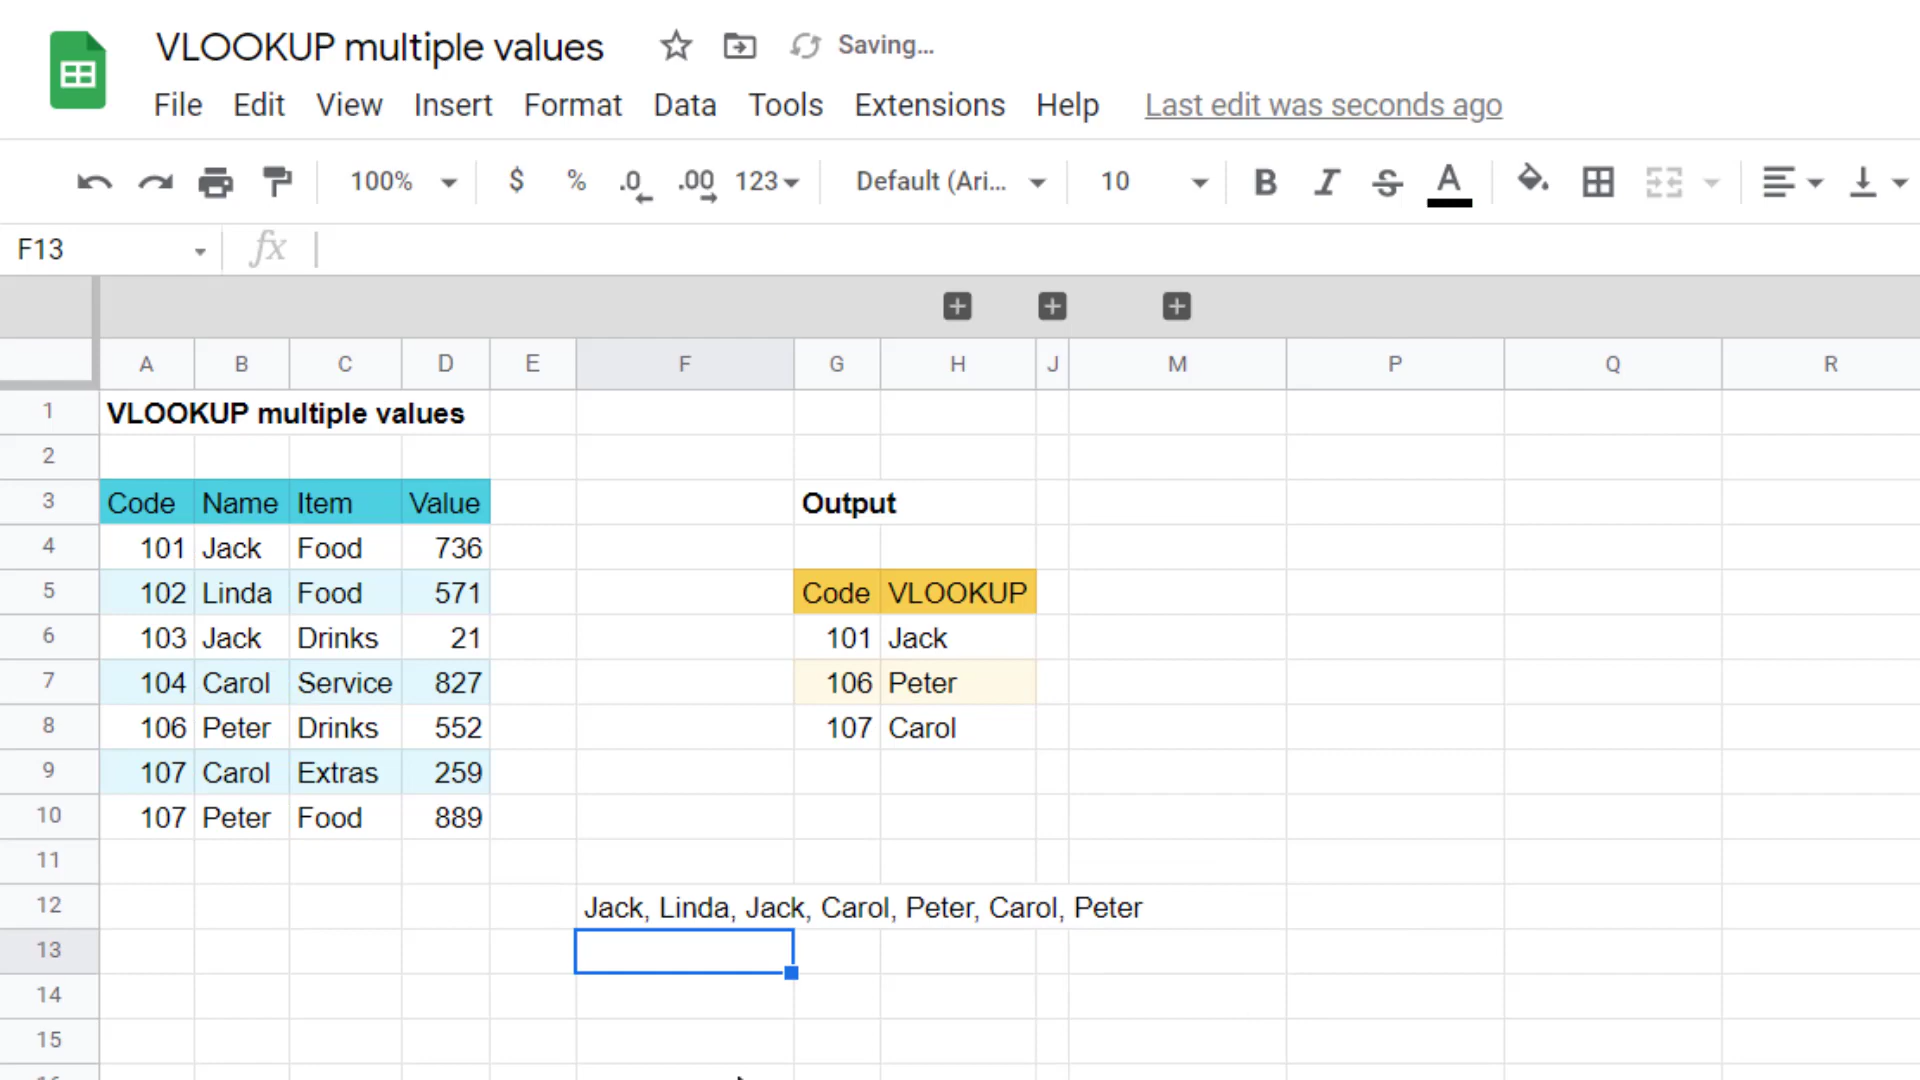 VLOOKUP multiple values Saving...
File Edit View Insert Format Data Tools Extensions Help Last edit was seconds ago
100% $ % .0 .00 123 Default (Ari... 10 B I S A
F13 fx
A B C D E F G H J M P Q R
1 VLOOKUP multiple values
2
3 Code Name Item Value Output
4 101 Jack Food 736
5 102 Linda Food 571 Code VLOOKUP
6 103 Jack Drinks 21 101 Jack
7 104 Carol Service 827 106 Peter
8 106 Peter Drinks 552 107 Carol
9 107 Carol Extras 259
10 107 Peter Food 889
11
12 Jack, Linda, Jack, Carol, Peter, Carol, Peter
13
14
15